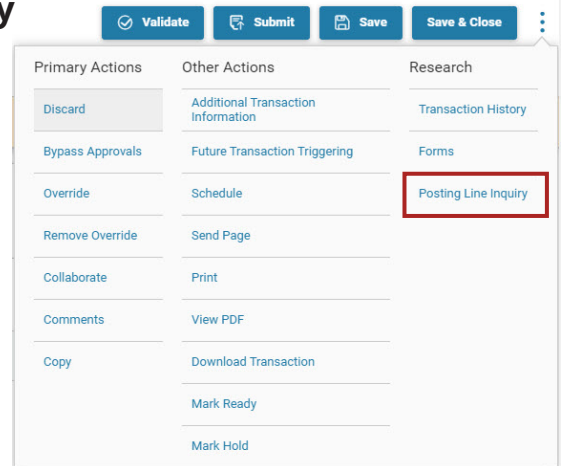 y
Validate
Submit
Save
Save & Close
Primary Actions
Discard
Bypass Approvals
Override
Remove Override
Collaborate
Comments
Copy
Other Actions
Additional Transaction
Information
Future Transaction Triggering
Schedule
Send Page
Print
View PDF
Download Transaction
Mark Ready
Mark Hold
Research
Transaction History
Forms
Posting Line Inquiry